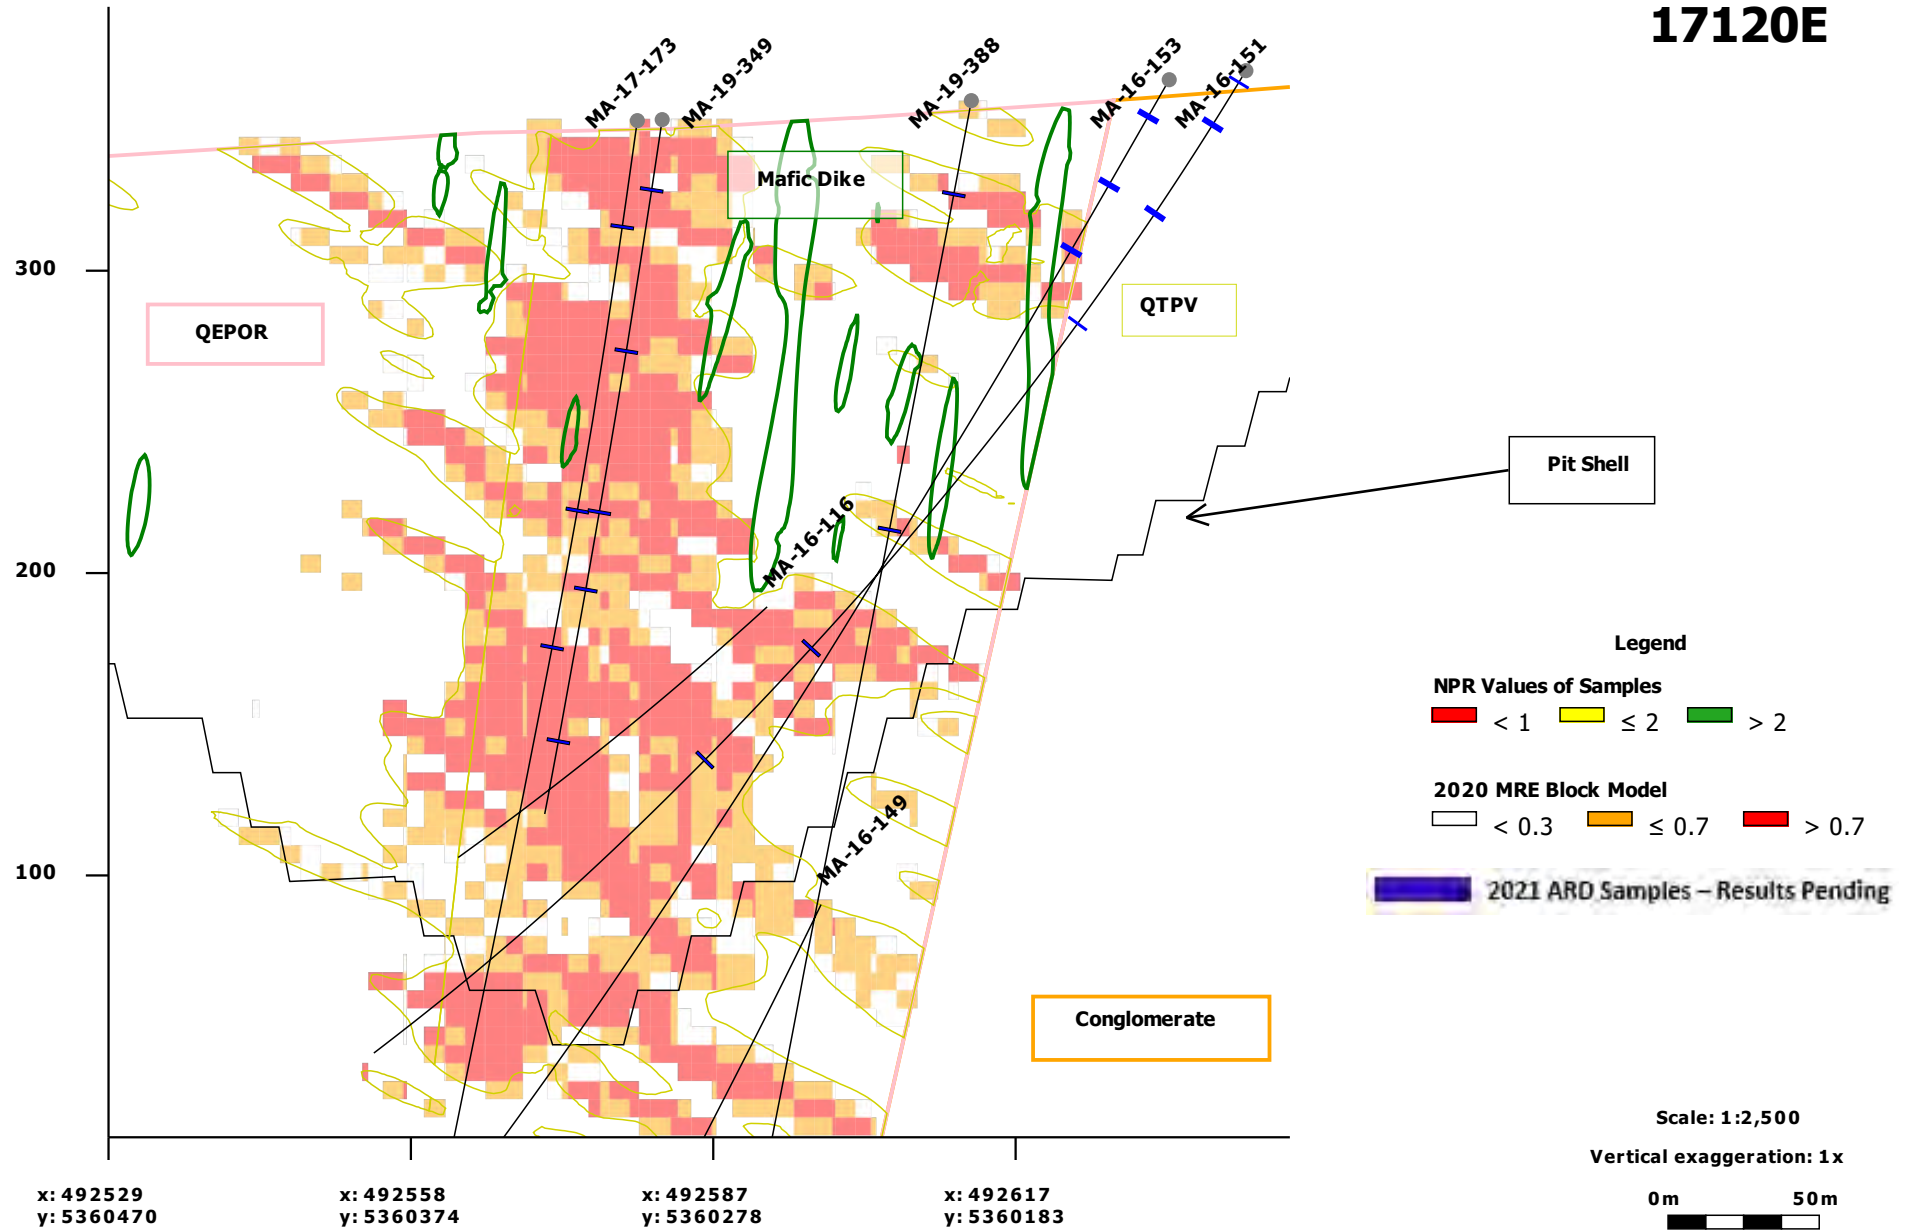 17120E
MA-17-173
MA-19-349
MA-19-388
MA-16-153
MA-16-151
Mafic Dike
300
QEPOR
QTPV
Pit Shell
MA-16-116
200
Legend
NPR Values of Samples
< 1
≤ 2
> 2
2020 MRE Block Model
< 0.3
≤ 0.7
> 0.7
MA-16-149
100
2021 ARD Samples – Results Pending
Conglomerate
Scale: 1:2,500
Vertical exaggeration: 1x
0m 50m
x: 492529
y: 5360470
x: 492558
y: 5360374
x: 492587
y: 5360278
x: 492617
y: 5360183